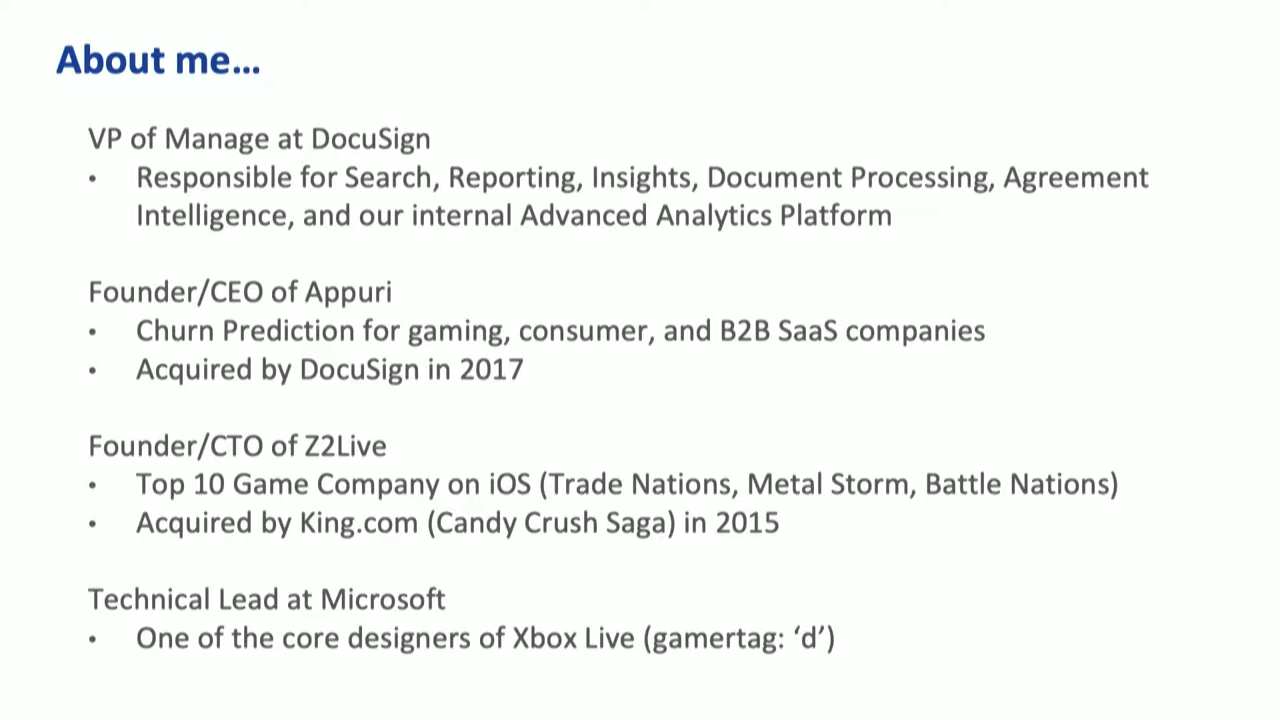 About me...
VP of Manage at DocuSign
• Responsible for Search, Reporting, Insights, Document Processing, Agreement
Intelligence, and our internal Advanced Analytics Platform
Founder/CEO of Appuri
• Churn Prediction for gaming, consumer, and B2B SaaS companies
• Acquired by DocuSign in 2017
Founder/CTO of Z2Live
• Top 10 Game Company on iOS (Trade Nations, Metal Storm, Battle Nations)
• Acquired by King.com (Candy Crush Saga) in 2015
Technical Lead at Microsoft
• One of the core designers of Xbox Live (gamertag: ‘d’)